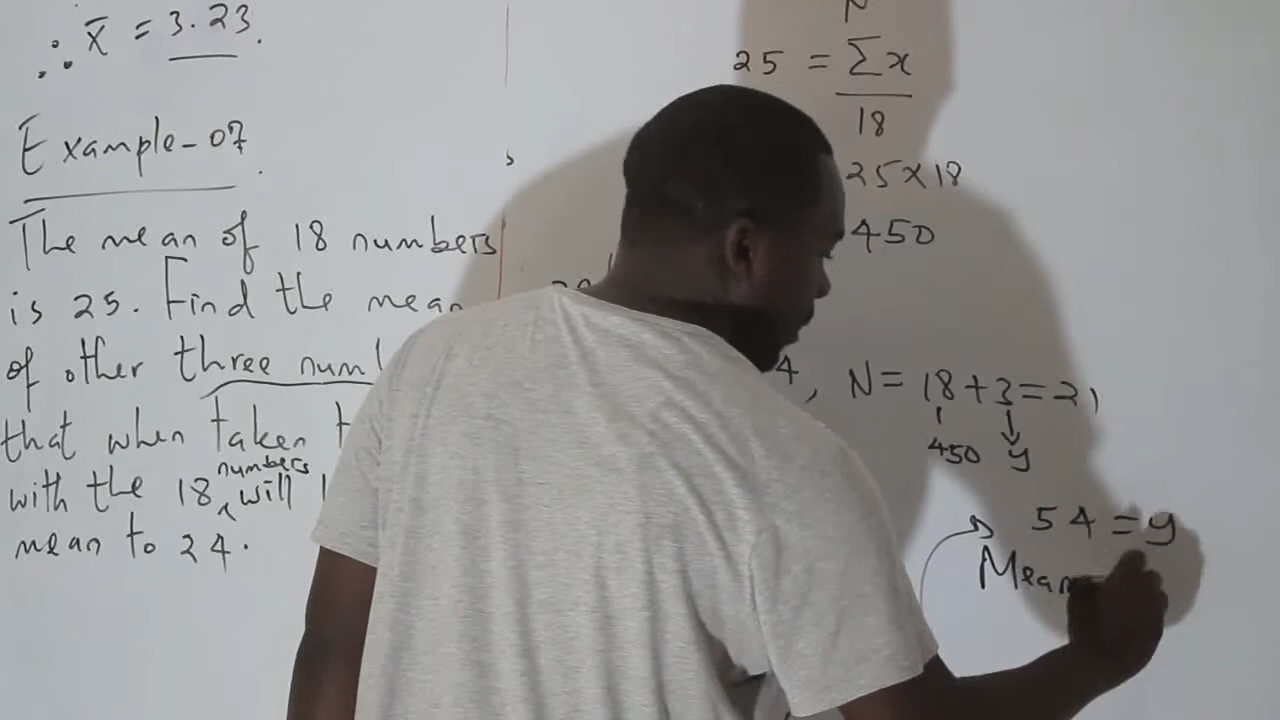 ∴ x̄ = 3.23.
Example-07.
The mean of 18 numbers
is 25. Find the mean
of other three num
that when taken
with the 18 numbers will
mean to 24.
N
25 = Σx
18
25×18
450
4, N = 18+3=21
450 y
54 = y
Mean